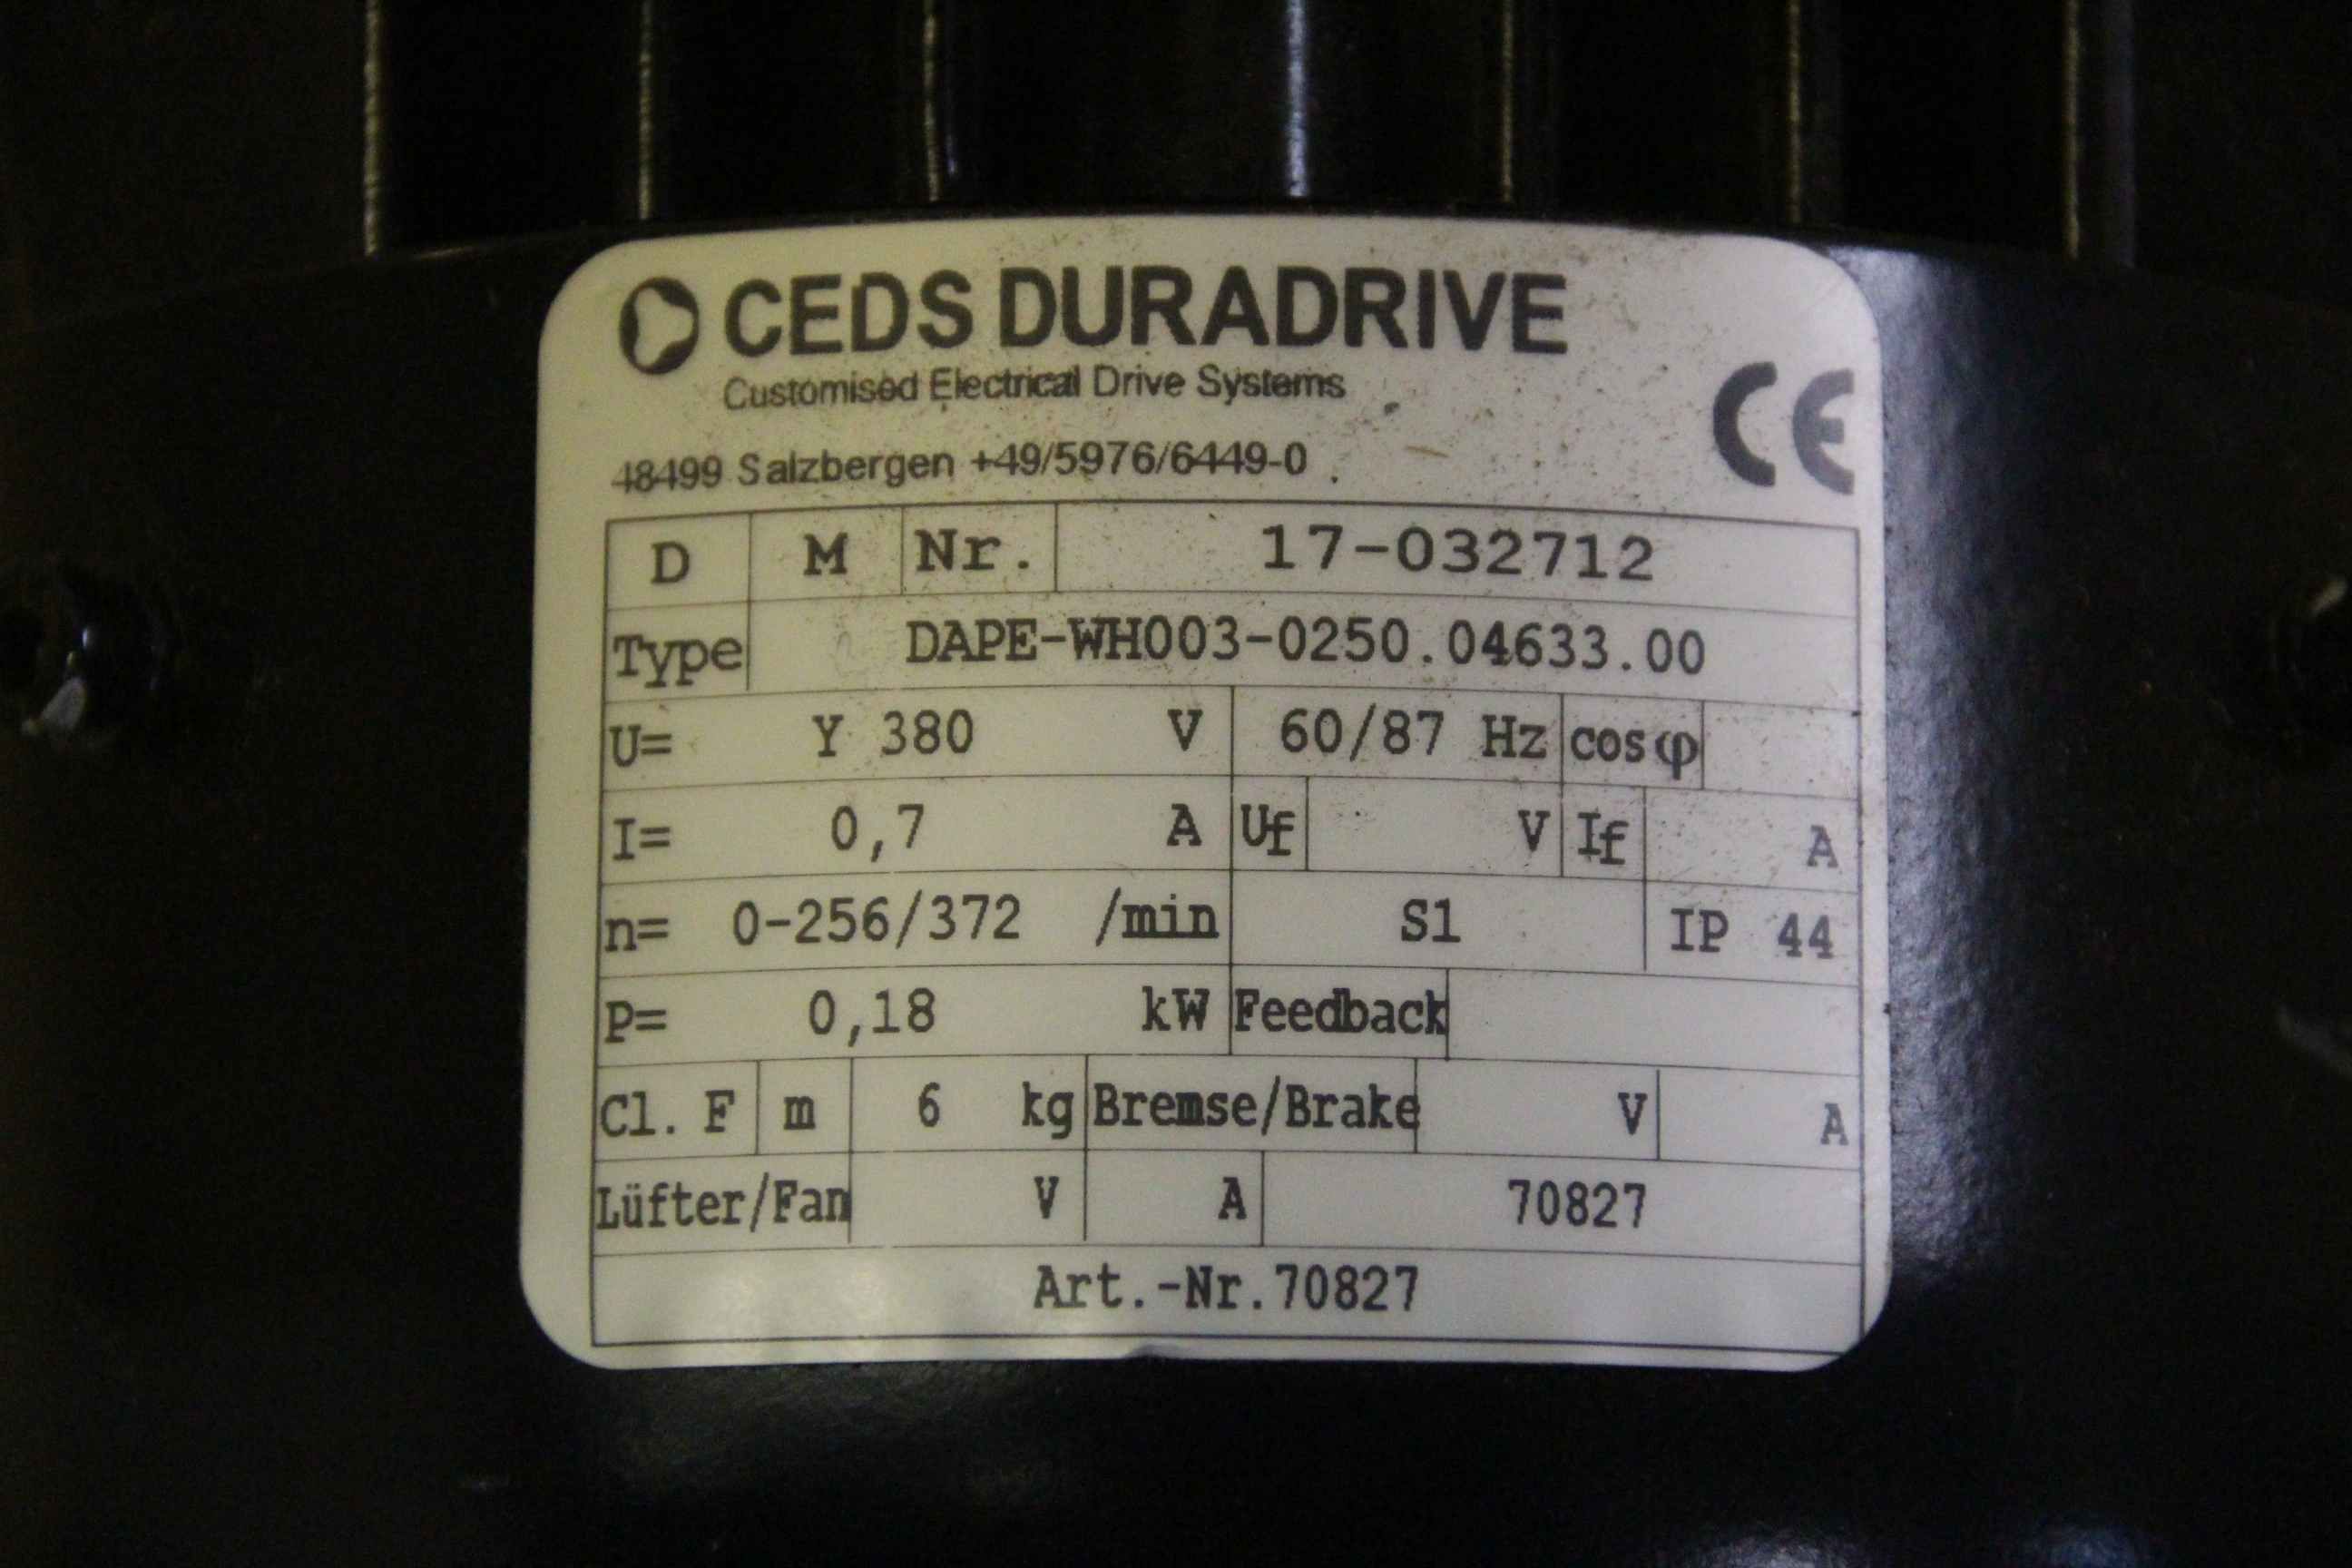 CEDS DURADRIVE
Customised Electrical Drive Systems
CE
48499 Salzbergen +49/5976/6449-0
D M Nr. 17-032712
Type DAPE-WH003-0250.04633.00
U= Y 380 V 60/87 Hz cosφ
I= 0,7 A Uf V If A
n= 0-256/372 /min S1 IP 44
P= 0,18 kW Feedback
Cl. F m 6 kg Bremse/Brake V A
Lüfter/Fan V A 70827
Art.-Nr.70827